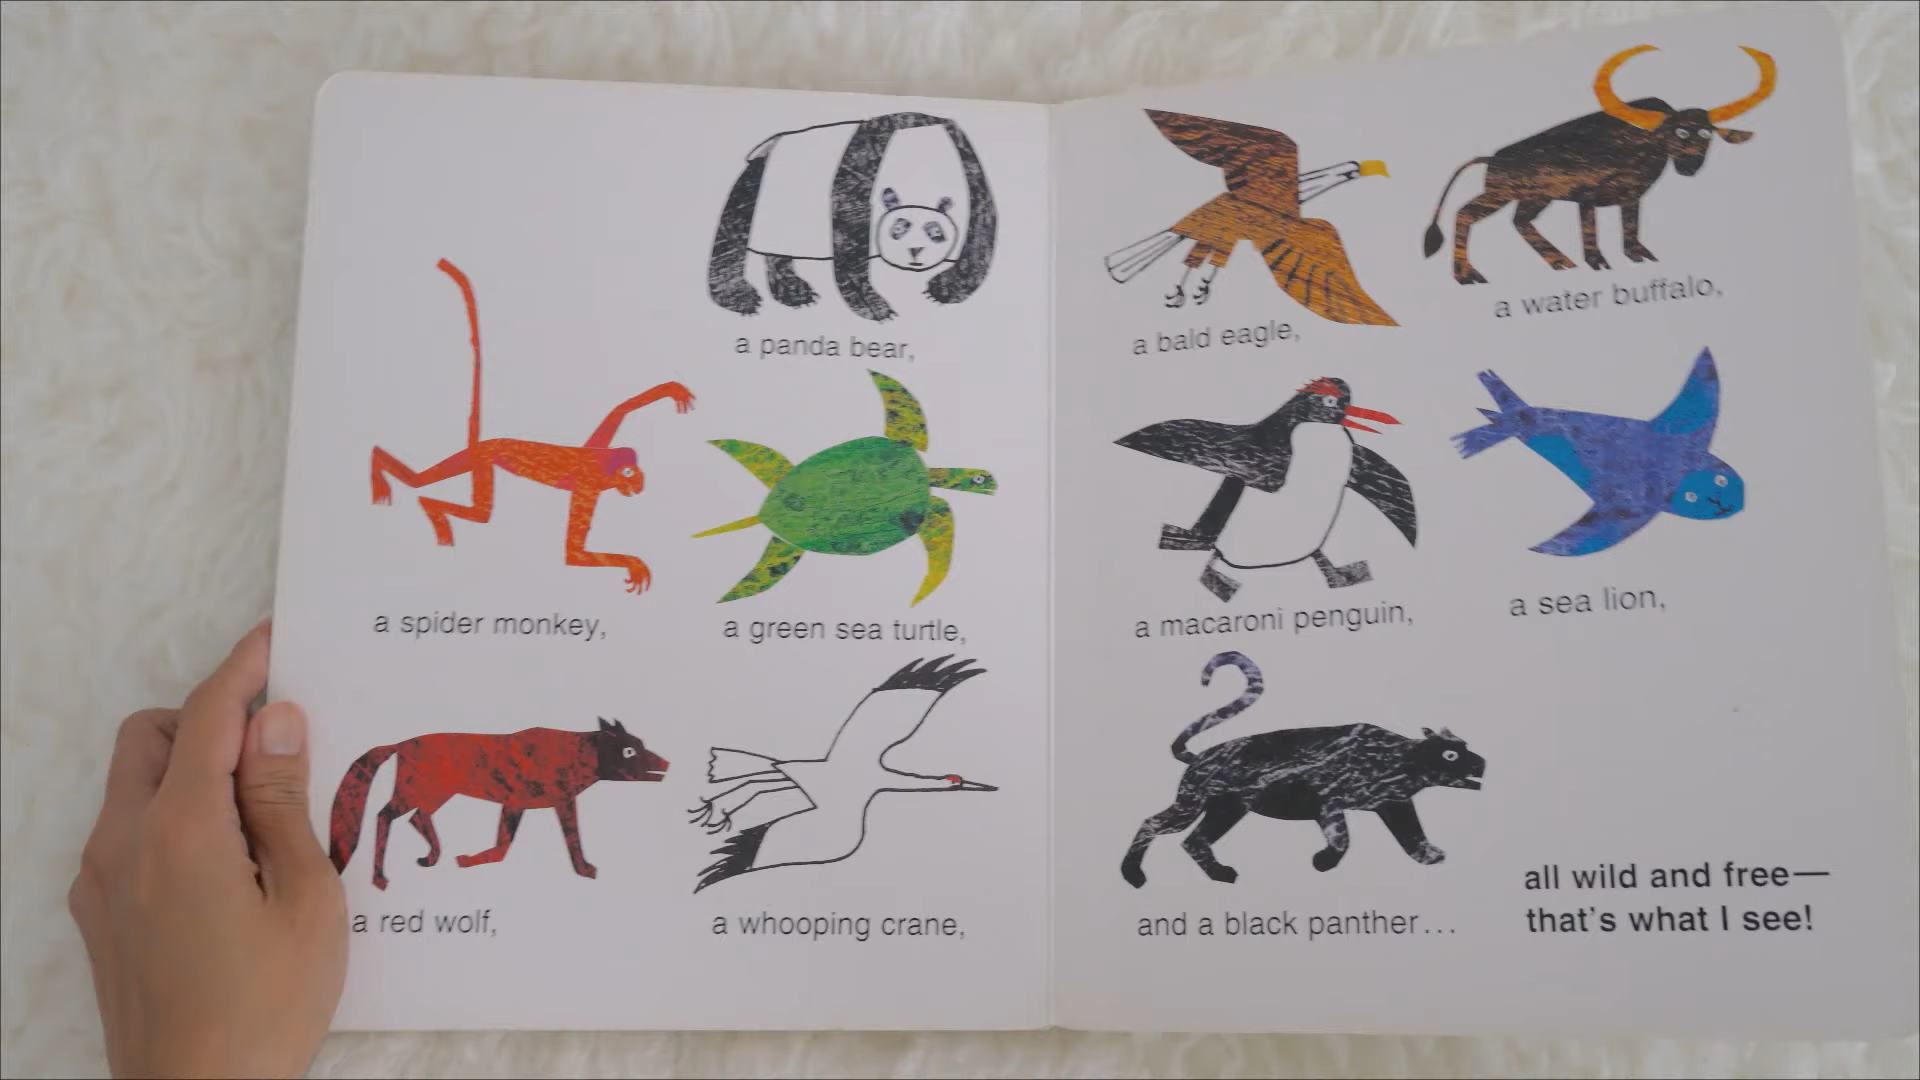 a panda bear,
a spider monkey,
a green sea turtle,
a red wolf,
a whooping crane,
a bald eagle,
a water buffalo,
a macaroni penguin,
a sea lion,
and a black panther...
all wild and free—
that's what I see!